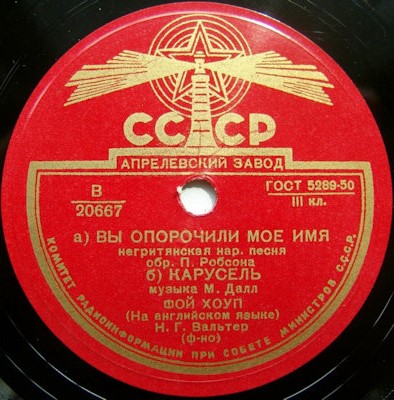 СССР
АПРЕЛЕВСКИЙ ЗАВОД
В
20667
ГОСТ 5289-50
III кл.
а) ВЫ ОПОРОЧИЛИ МОЕ ИМЯ
негритянская нар. песня
обр. П. Робсона
б) КАРУСЕЛЬ
музыка М. Далл
ФОЙ ХОУП
(На английском языке)
Н. Г. Вальтер
(ф-но)
КОМИТЕТ РАДИОИНФОРМАЦИИ ПРИ СОВЕТЕ МИНИСТРОВ С.С.С.Р.